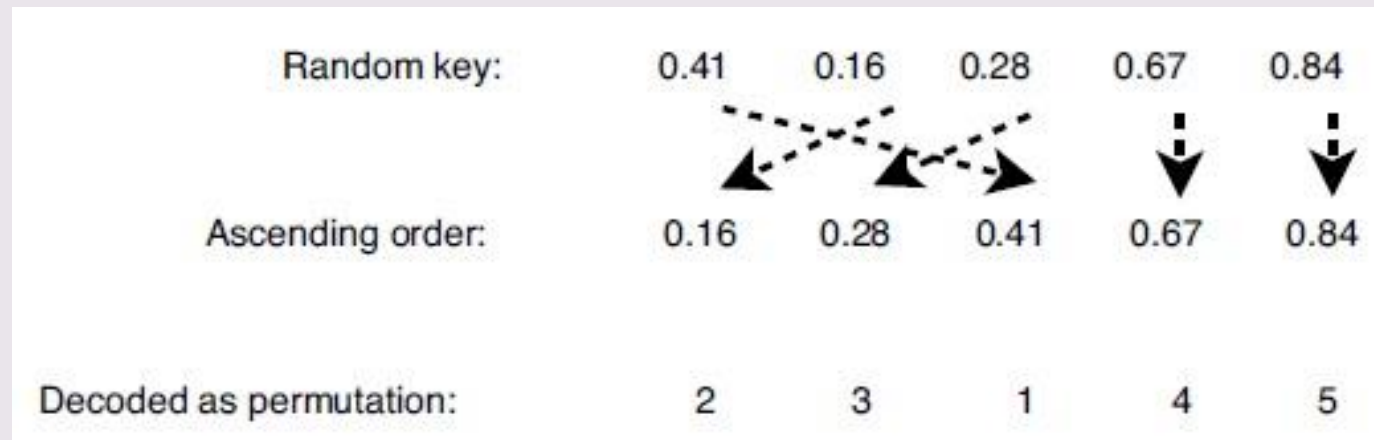 Random key: 0.41 0.16 0.28 0.67 0.84
Ascending order: 0.16 0.28 0.41 0.67 0.84
Decoded as permutation: 2 3 1 4 5